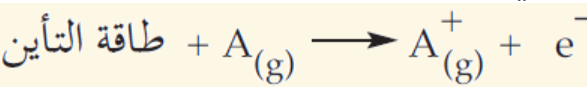 طاقة التأين + A(g) ⟶ A⁺(g) + e⁻